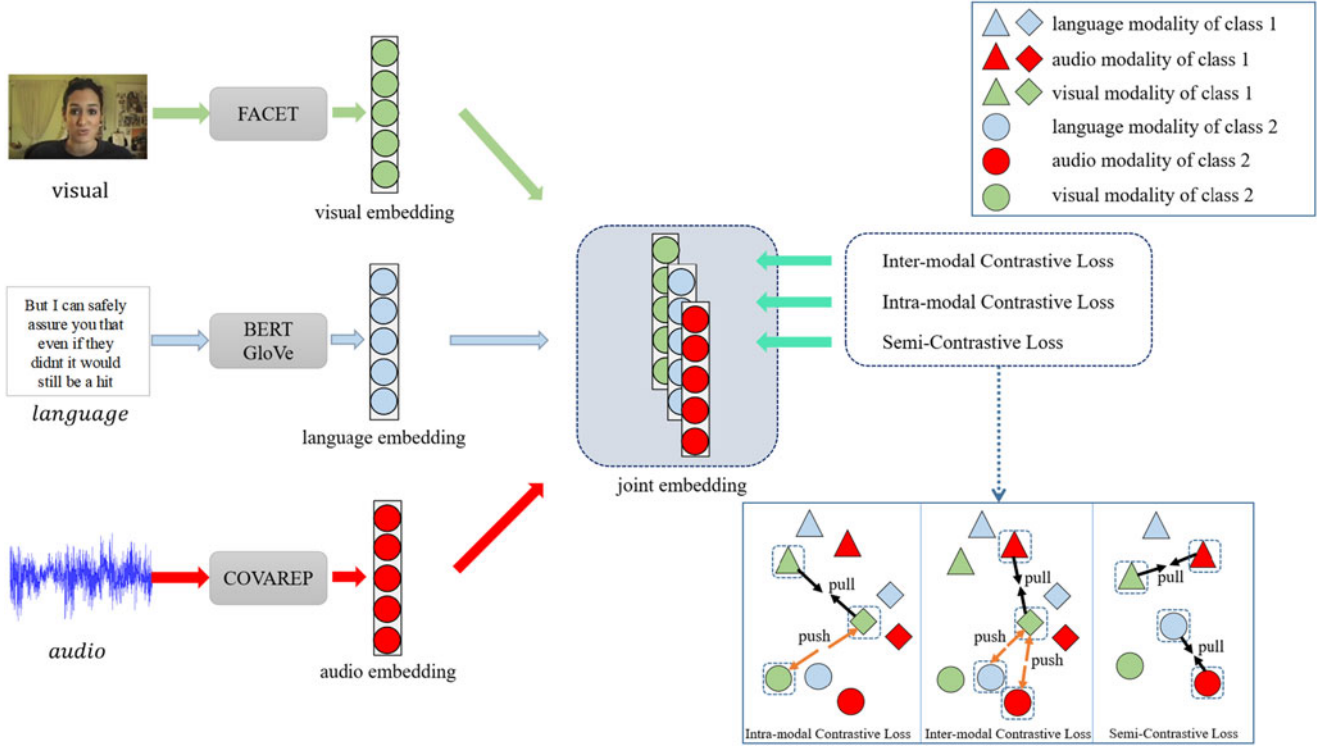 language modality of class 1
audio modality of class 1
visual modality of class 1
language modality of class 2
audio modality of class 2
visual modality of class 2
FACET
visual
visual embedding
But I can safely
assure you that
even if they
didnt it would
still be a hit
BERT
GloVe
language
language embedding
COVAREP
audio
audio embedding
joint embedding
Inter-modal Contrastive Loss
Intra-modal Contrastive Loss
Semi-Contrastive Loss
pull
push
Intra-modal Contrastive Loss
pull
push
push
Inter-modal Contrastive Loss
pull
pull
Semi-Contrastive Loss